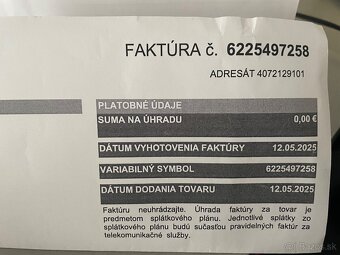 FAKTÚRA č. 6225497258
ADRESÁT 4072129101
PLATOBNÉ ÚDAJE
SUMA NA ÚHRADU 0,00 €
DÁTUM VYHOTOVENIA FAKTÚRY 12.05.2025
VARIABILNÝ SYMBOL 6225497258
DÁTUM DODANIA TOVARU 12.05.2025
Faktúru neuhrádzajte. Úhrada faktúry za tovar je
predmetom splátkového plánu. Jednotlivé splátky zo
splátkového plánu budú súčasťou pravidelných faktúr za
telekomunikačné služby.
bazos.sk